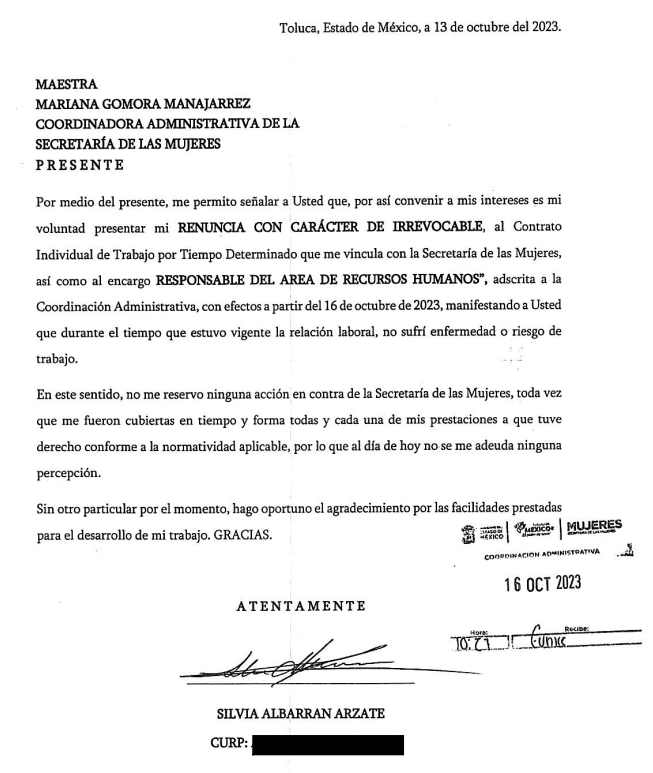 Toluca, Estado de México, a 13 de octubre del 2023.
MAESTRA
MARIANA GOMORA MANAJARREZ
COORDINADORA ADMINISTRATIVA DE LA
SECRETARÍA DE LAS MUJERES
P R E S E N T E
Por medio del presente, me permito señalar a Usted que, por así convenir a mis intereses es mi
voluntad presentar mi RENUNCIA CON CARÁCTER DE IRREVOCABLE, al Contrato
Individual de Trabajo por Tiempo Determinado que me vincula con la Secretaría de las Mujeres,
así como al encargo RESPONSABLE DEL AREA DE RECURSOS HUMANOS", adscrita a la
Coordinación Administrativa, con efectos a partir del 16 de octubre de 2023, manifestando a Usted
que durante el tiempo que estuvo vigente la relación laboral, no sufrí enfermedad o riesgo de
trabajo.
En este sentido, no me reservo ninguna acción en contra de la Secretaría de las Mujeres, toda vez
que me fueron cubiertas en tiempo y forma todas y cada una de mis prestaciones a que tuve
derecho conforme a la normatividad aplicable, por lo que al día de hoy no se me adeuda ninguna
percepción.
Sin otro particular por el momento, hago oportuno el agradecimiento por las facilidades prestadas
para el desarrollo de mi trabajo. GRACIAS.
ESTADO DE MÉXICO
MÉXICO
MUJERES
SECRETARÍA DE LAS MUJERES
COORDINACION ADMINISTRATIVA
16 OCT 2023
A T E N T A M E N T E
Hora: Recibe:
10:27 Eunice
SILVIA ALBARRAN ARZATE
CURP: